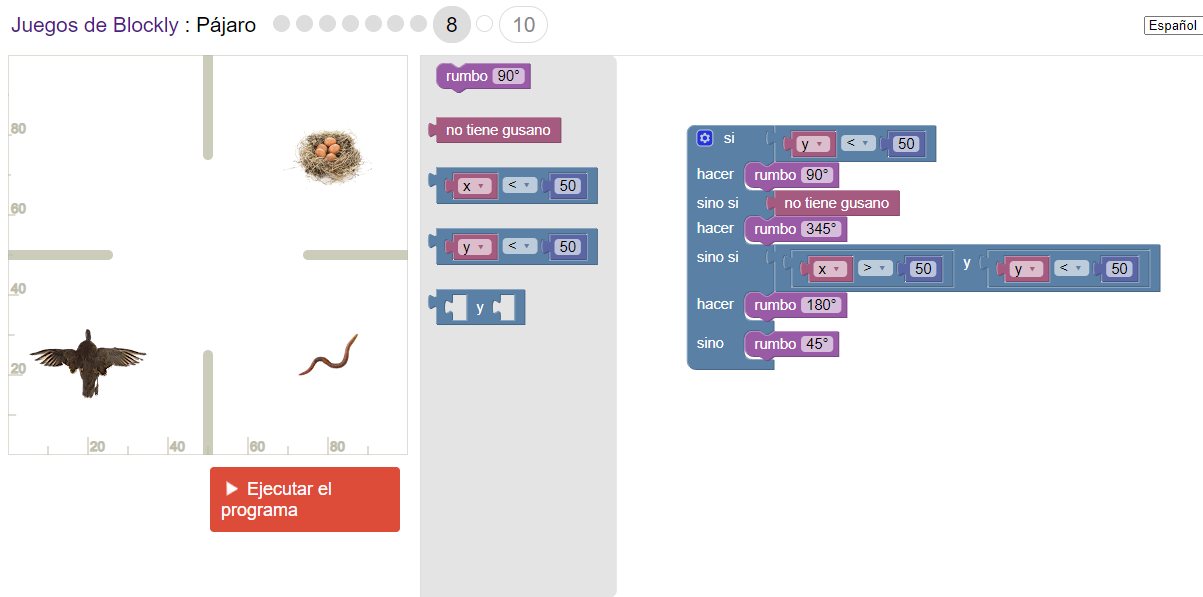 Juegos de Blockly : Pájaro 8 10
Español
80
60
40
20
20 40 60 80
Ejecutar el
programa
rumbo 90°
no tiene gusano
x < 50
y < 50
y
si y < 50
hacer rumbo 90°
sino si no tiene gusano
hacer rumbo 345°
sino si x > 50 y y < 50
hacer rumbo 180°
sino rumbo 45°